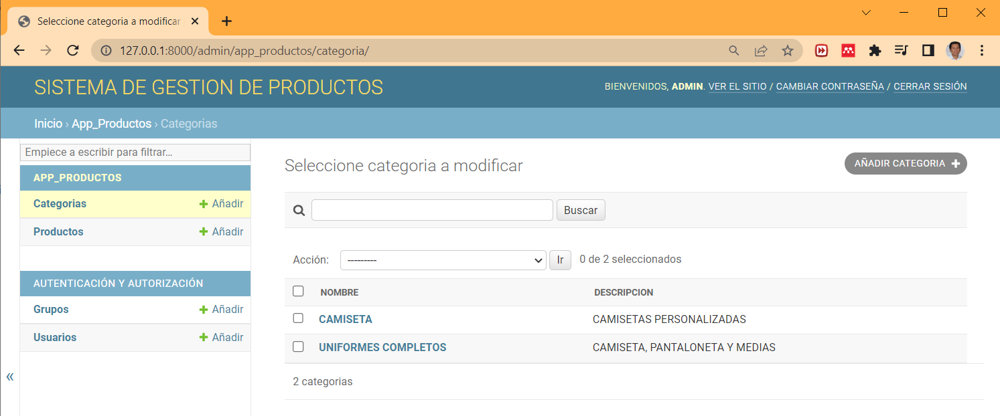 Seleccione categoria a modificar
127.0.0.1:8000/admin/app_productos/categoria/
SISTEMA DE GESTION DE PRODUCTOS
BIENVENIDOS, ADMIN. VER EL SITIO / CAMBIAR CONTRASEÑA / CERRAR SESIÓN
Inicio › App_Productos › Categorias
Empiece a escribir para filtrar…
APP_PRODUCTOS
Categorias + Añadir
Productos + Añadir
AUTENTICACIÓN Y AUTORIZACIÓN
Grupos + Añadir
Usuarios + Añadir
«
Seleccione categoria a modificar
AÑADIR CATEGORIA +
Buscar
Acción: --------- Ir 0 de 2 seleccionados
NOMBRE DESCRIPCION
CAMISETA CAMISETAS PERSONALIZADAS
UNIFORMES COMPLETOS CAMISETA, PANTALONETA Y MEDIAS
2 categorias